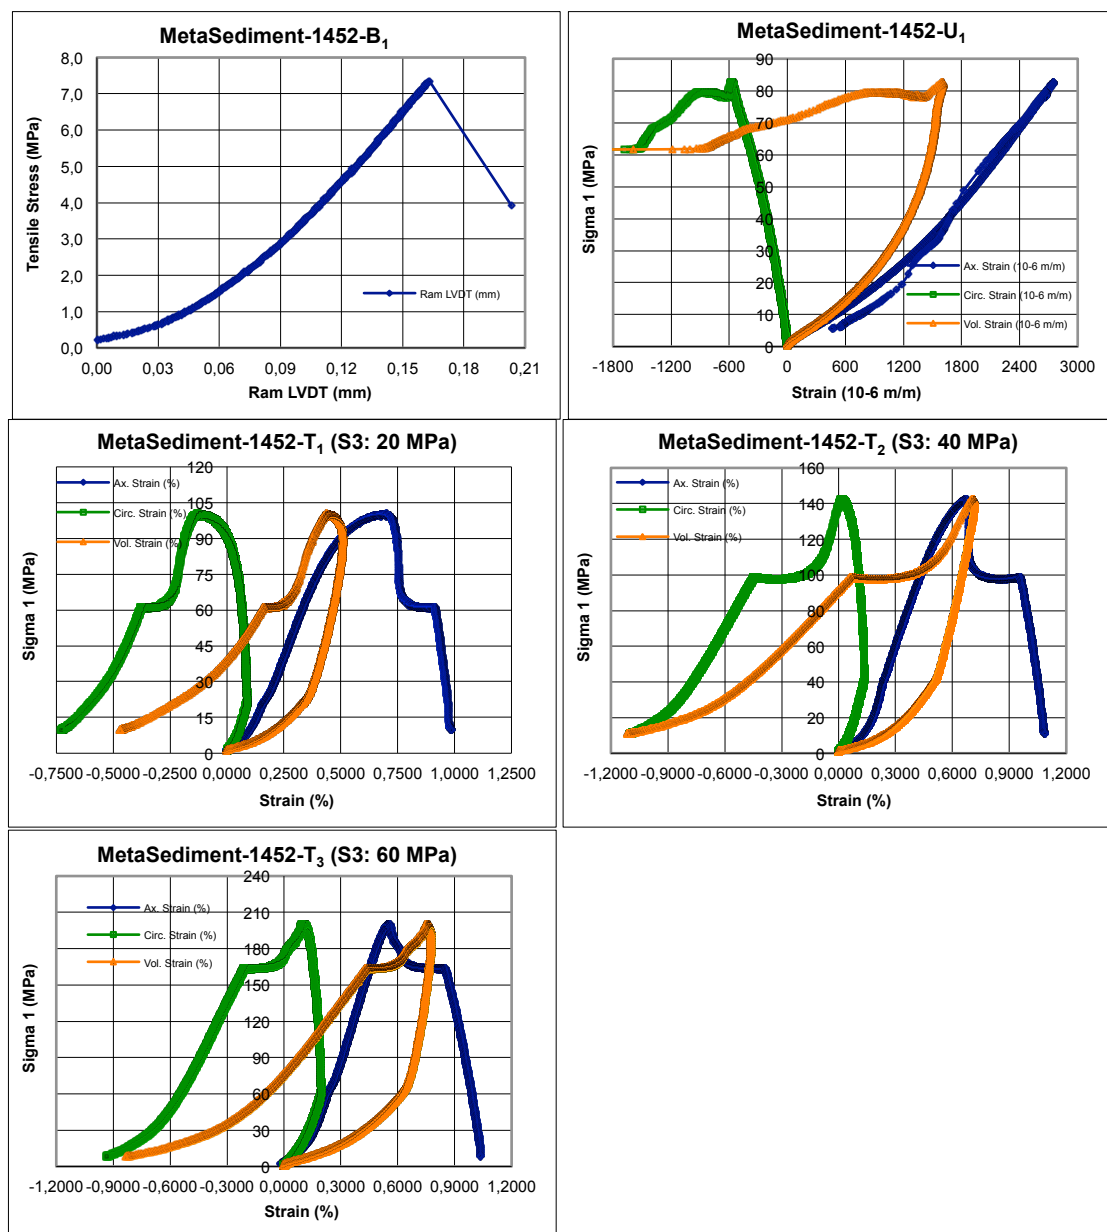 MetaSediment-1452-B1
8,0
7,0
6,0
5,0
4,0
3,0
2,0
1,0
0,0
Tensile Stress (MPa)
Ram LVDT (mm)
0,00 0,03 0,06 0,09 0,12 0,15 0,18 0,21
Ram LVDT (mm)
MetaSediment-1452-U1
90
80
70
60
50
40
30
20
10
0
Sigma 1 (MPa)
Ax. Strain (10-6 m/m)
Circ. Strain (10-6 m/m)
Vol. Strain (10-6 m/m)
-1800 -1200 -600 0 600 1200 1800 2400 3000
Strain (10-6 m/m)
MetaSediment-1452-T1 (S3: 20 MPa)
120
105
90
75
60
45
30
15
0
Sigma 1 (MPa)
Ax. Strain (%)
Circ. Strain (%)
Vol. Strain (%)
-0,7500 -0,5000 -0,2500 0,0000 0,2500 0,5000 0,7500 1,0000 1,2500
Strain (%)
MetaSediment-1452-T2 (S3: 40 MPa)
160
140
120
100
80
60
40
20
0
Sigma 1 (MPa)
Ax. Strain (%)
Circ. Strain (%)
Vol. Strain (%)
-1,2000 -0,9000 -0,6000 -0,3000 0,0000 0,3000 0,6000 0,9000 1,2000
Strain (%)
MetaSediment-1452-T3 (S3: 60 MPa)
240
210
180
150
120
90
60
30
0
Sigma 1 (MPa)
Ax. Strain (%)
Circ. Strain (%)
Vol. Strain (%)
-1,2000 -0,9000 -0,6000 -0,3000 0,0000 0,3000 0,6000 0,9000 1,2000
Strain (%)